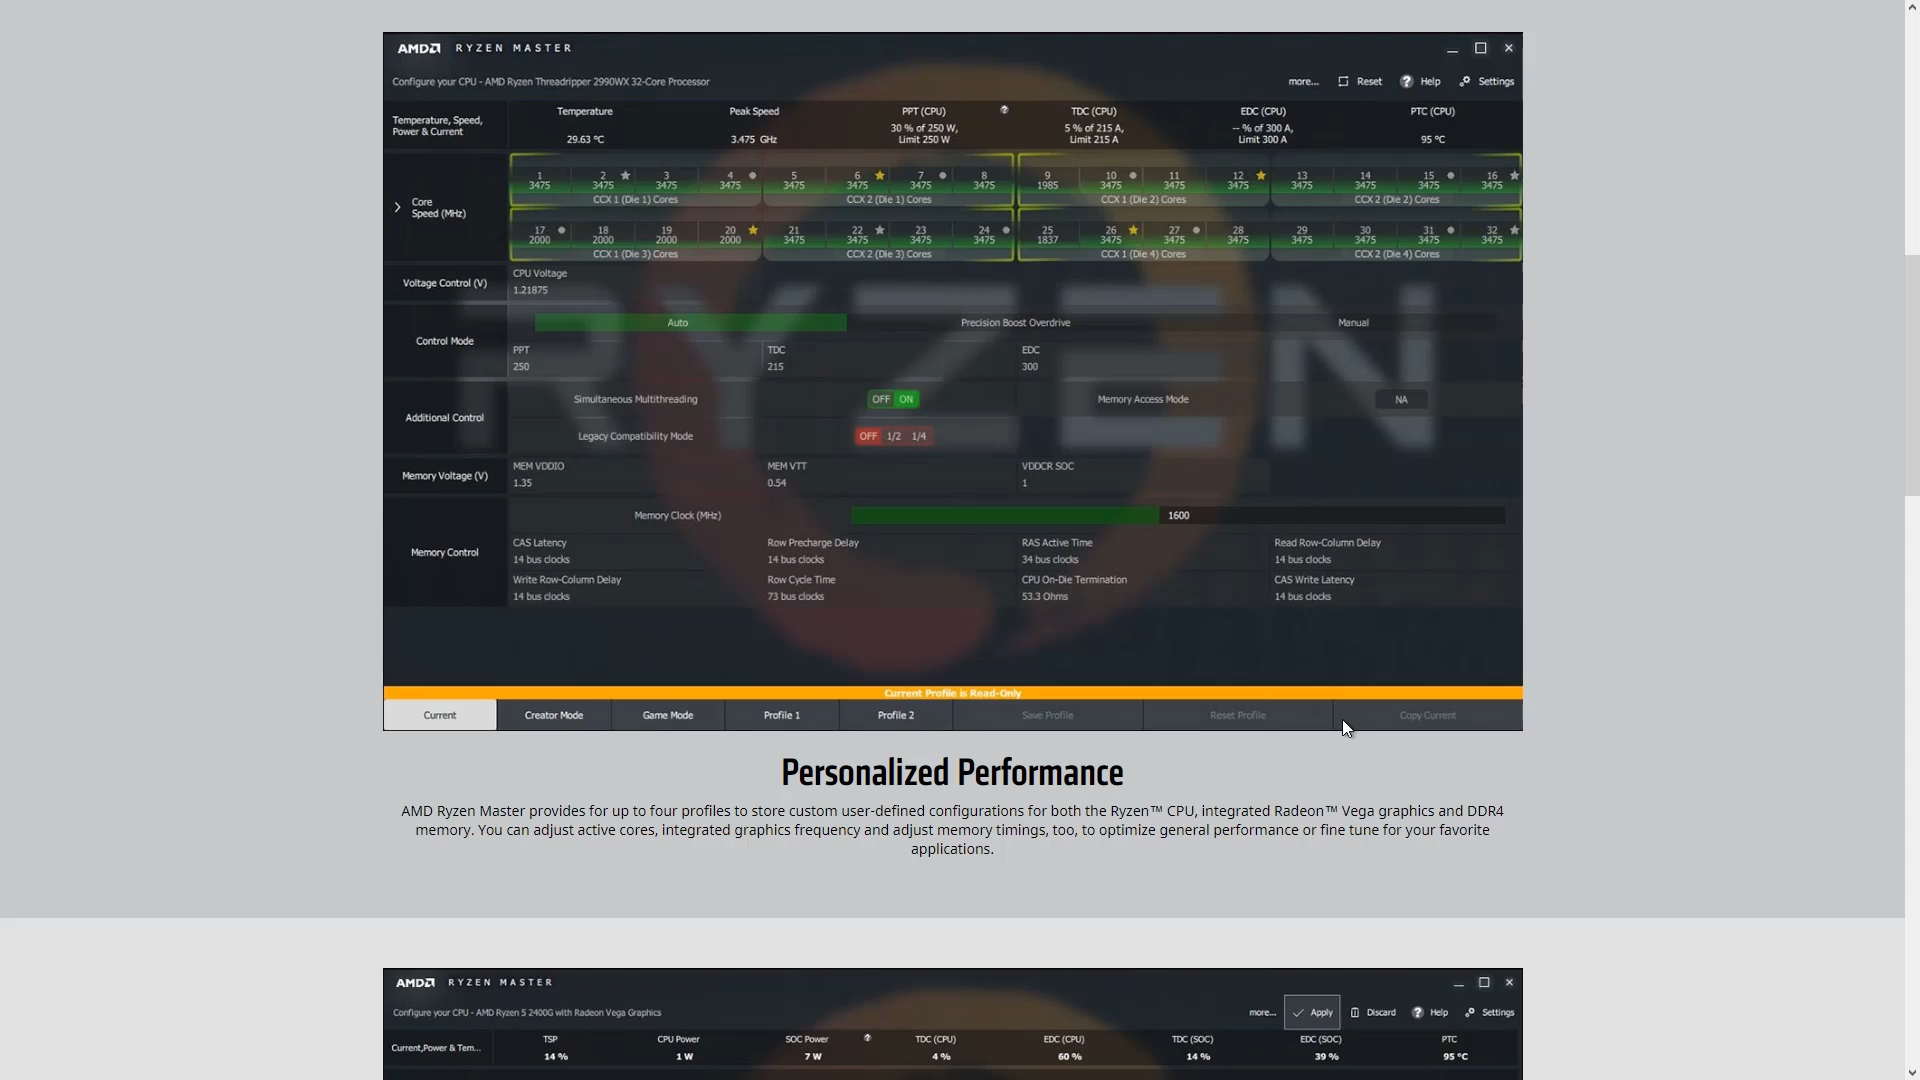 AMD RYZEN MASTER
Configure your CPU - AMD Ryzen Threadripper 2990WX 32-Core Processor
more... Reset Help Settings
Temperature, Speed,
Power & Current
Temperature Peak Speed PPT (CPU) TDC (CPU) EDC (CPU) PTC (CPU)
29.63 °C 3.475 GHz 30 % of 250 W, 5 % of 215 A, -- % of 300 A, 95 °C
Limit 250 W Limit 215 A Limit 300 A
Core
Speed (MHz)
1 2 3 4 5 6 7 8 9 10 11 12 13 14 15 16
3475 3475 3475 3475 3475 3475 3475 3475 1985 3475 3475 3475 3475 3475 3475 3475
CCX 1 (Die 1) Cores CCX 2 (Die 1) Cores CCX 1 (Die 2) Cores CCX 2 (Die 2) Cores
17 18 19 20 21 22 23 24 25 26 27 28 29 30 31 32
2000 2000 2000 2000 3475 3475 3475 3475 1837 3475 3475 3475 3475 3475 3475 3475
CCX 1 (Die 3) Cores CCX 2 (Die 3) Cores CCX 1 (Die 4) Cores CCX 2 (Die 4) Cores
Voltage Control (V)
CPU Voltage
1.21875
RYZEN
Control Mode
Auto Precision Boost Overdrive Manual
PPT TDC EDC
250 215 300
Additional Control
Simultaneous Multithreading OFF ON Memory Access Mode NA
Legacy Compatibility Mode OFF 1/2 1/4
Memory Voltage (V)
MEM VDDIO MEM VTT VDDCR SOC
1.35 0.54 1
Memory Control
Memory Clock (MHz) 1600
CAS Latency Row Precharge Delay RAS Active Time Read Row-Column Delay
14 bus clocks 14 bus clocks 34 bus clocks 14 bus clocks
Write Row-Column Delay Row Cycle Time CPU On-Die Termination CAS Write Latency
14 bus clocks 73 bus clocks 53.3 Ohms 14 bus clocks
Current Profile is Read-Only
Current Creator Mode Game Mode Profile 1 Profile 2 Save Profile Reset Profile Copy Current
Personalized Performance
AMD Ryzen Master provides for up to four profiles to store custom user-defined configurations for both the Ryzen™ CPU, integrated Radeon™ Vega graphics and DDR4
memory. You can adjust active cores, integrated graphics frequency and adjust memory timings, too, to optimize general performance or fine tune for your favorite
applications.
AMD RYZEN MASTER
Configure your CPU - AMD Ryzen 5 2400G with Radeon Vega Graphics
more... Apply Discard Help Settings
Current,Power & Tem...
TSP CPU Power SOC Power TDC (CPU) EDC (CPU) TDC (SOC) EDC (SOC) PTC
14 % 1 W 7 W 4 % 60 % 14 % 39 % 95 °C